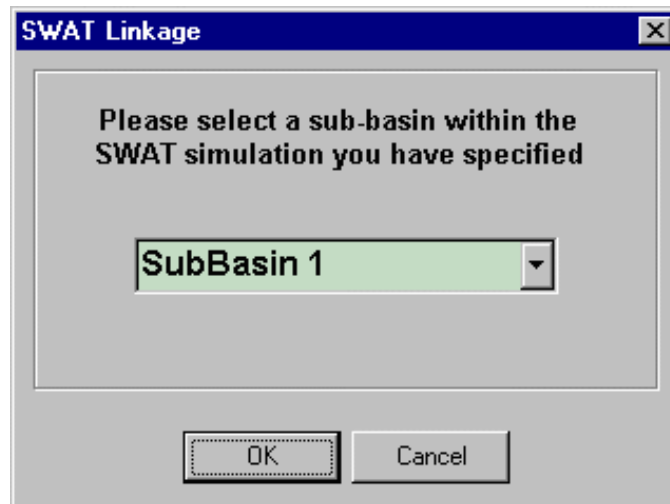 SWAT Linkage
Please select a sub-basin within the
SWAT simulation you have specified
SubBasin 1
OK
Cancel